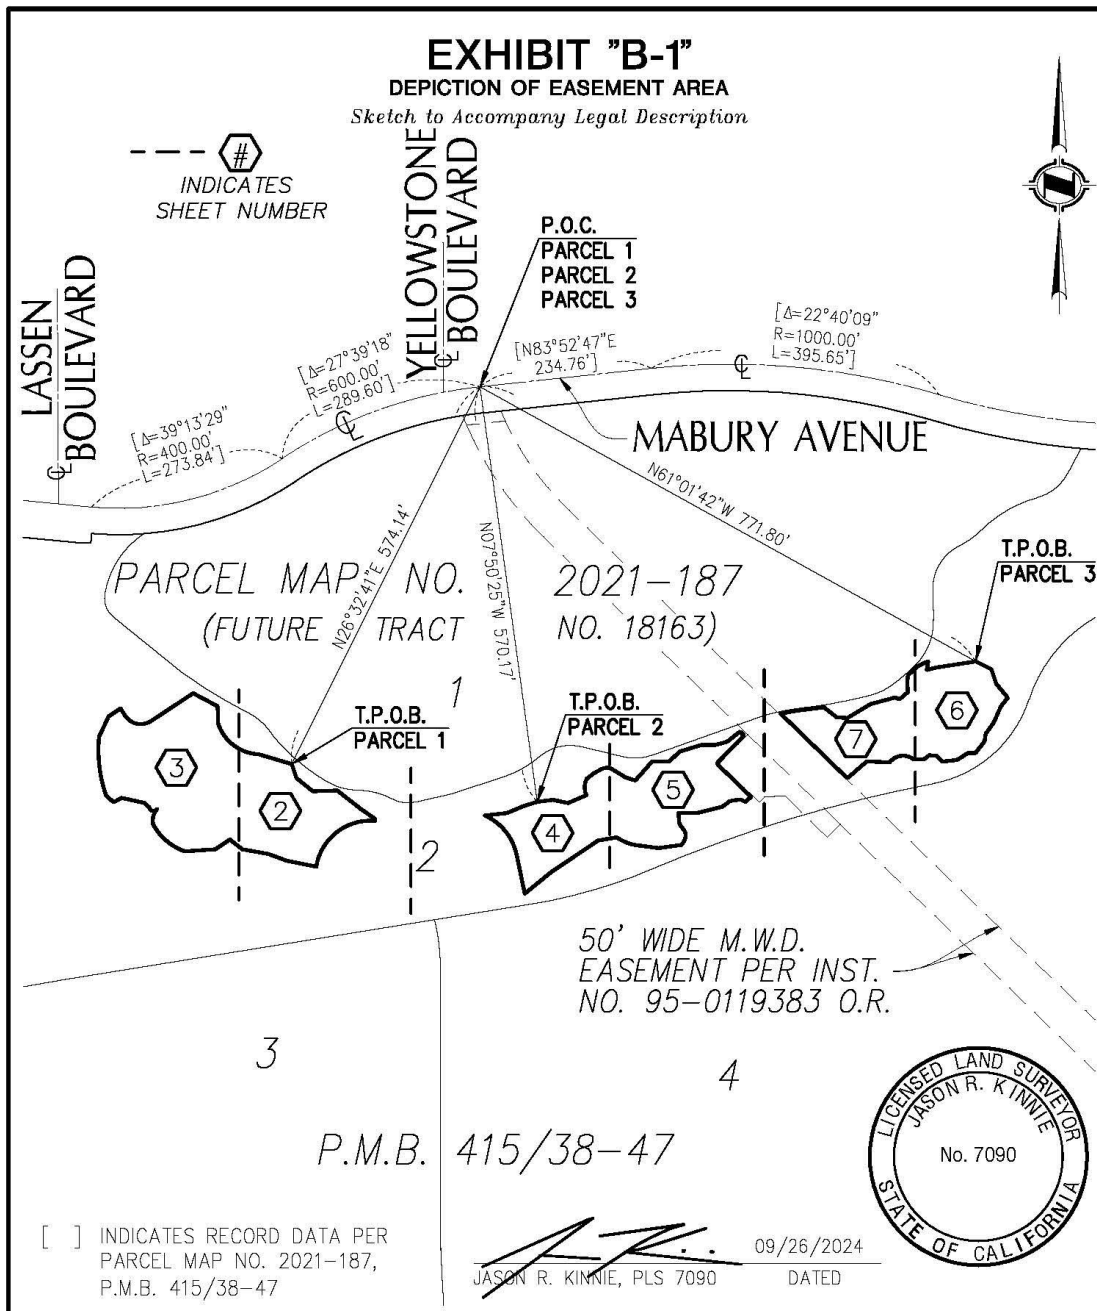 EXHIBIT "B-1"
DEPICTION OF EASEMENT AREA
Sketch to Accompany Legal Description
#
INDICATES
SHEET NUMBER
LASSEN
BOULEVARD
YELLOWSTONE
BOULEVARD
P.O.C.
PARCEL 1
PARCEL 2
PARCEL 3
[Δ=39°13'29"
R=400.00'
L=273.84']
[Δ=27°39'18"
R=600.00'
L=289.60']
[N83°52'47"E
234.76']
[Δ=22°40'09"
R=1000.00'
L=395.65']
℄
℄
℄
℄
MABURY AVENUE
N26°32'41"E 574.14'
N07°50'25"W 570.17'
N61°01'42"W 771.80'
T.P.O.B.
PARCEL 3
PARCEL MAP NO. 2021-187
(FUTURE TRACT NO. 18163)
1
T.P.O.B.
PARCEL 1
T.P.O.B.
PARCEL 2
3
2
4
5
7
6
2
50' WIDE M.W.D.
EASEMENT PER INST.
NO. 95-0119383 O.R.
3
4
P.M.B. 415/38-47
LICENSED LAND SURVEYOR
JASON R. KINNIE
No. 7090
STATE OF CALIFORNIA
[ ] INDICATES RECORD DATA PER
PARCEL MAP NO. 2021-187,
P.M.B. 415/38-47
09/26/2024
JASON R. KINNIE, PLS 7090 DATED